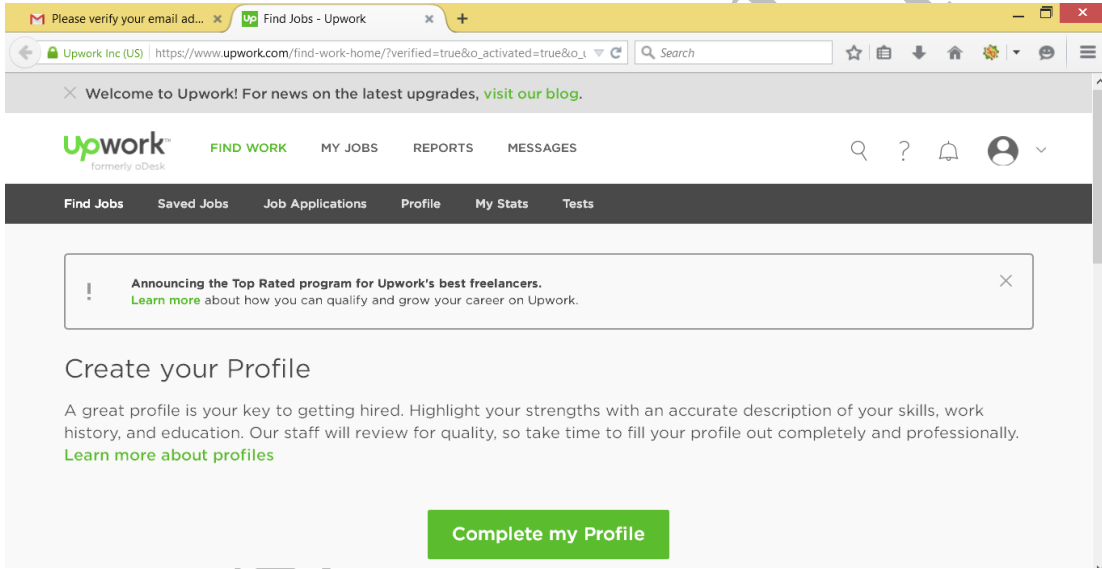 Please verify your email ad...
Find Jobs - Upwork
Upwork Inc (US) https://www.upwork.com/find-work-home/?verified=true&o_activated=true&o_ Search
Welcome to Upwork! For news on the latest upgrades, visit our blog.
Upwork™ FIND WORK MY JOBS REPORTS MESSAGES
formerly oDesk
Find Jobs Saved Jobs Job Applications Profile My Stats Tests
Announcing the Top Rated program for Upwork's best freelancers.
Learn more about how you can qualify and grow your career on Upwork.
Create your Profile
A great profile is your key to getting hired. Highlight your strengths with an accurate description of your skills, work
history, and education. Our staff will review for quality, so take time to fill your profile out completely and professionally.
Learn more about profiles
Complete my Profile